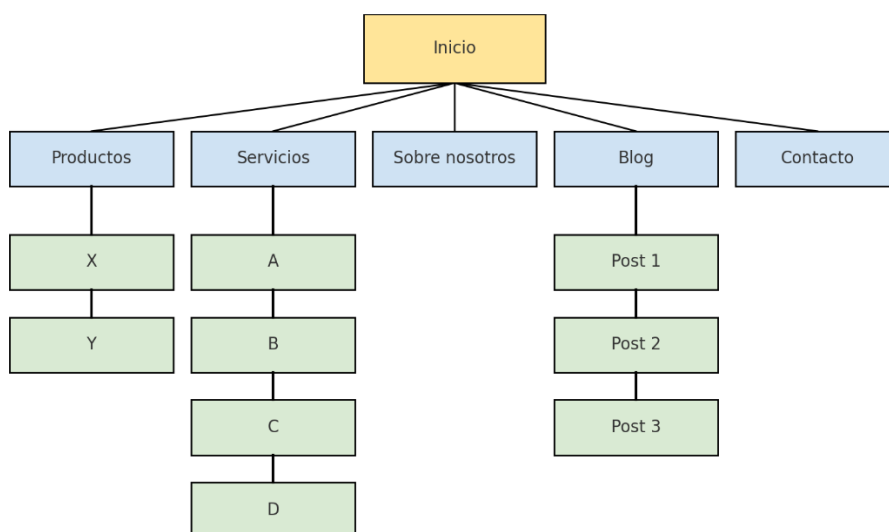 Inicio
Productos
Servicios
Sobre nosotros
Blog
Contacto
X
A
Post 1
Y
B
Post 2
C
Post 3
D